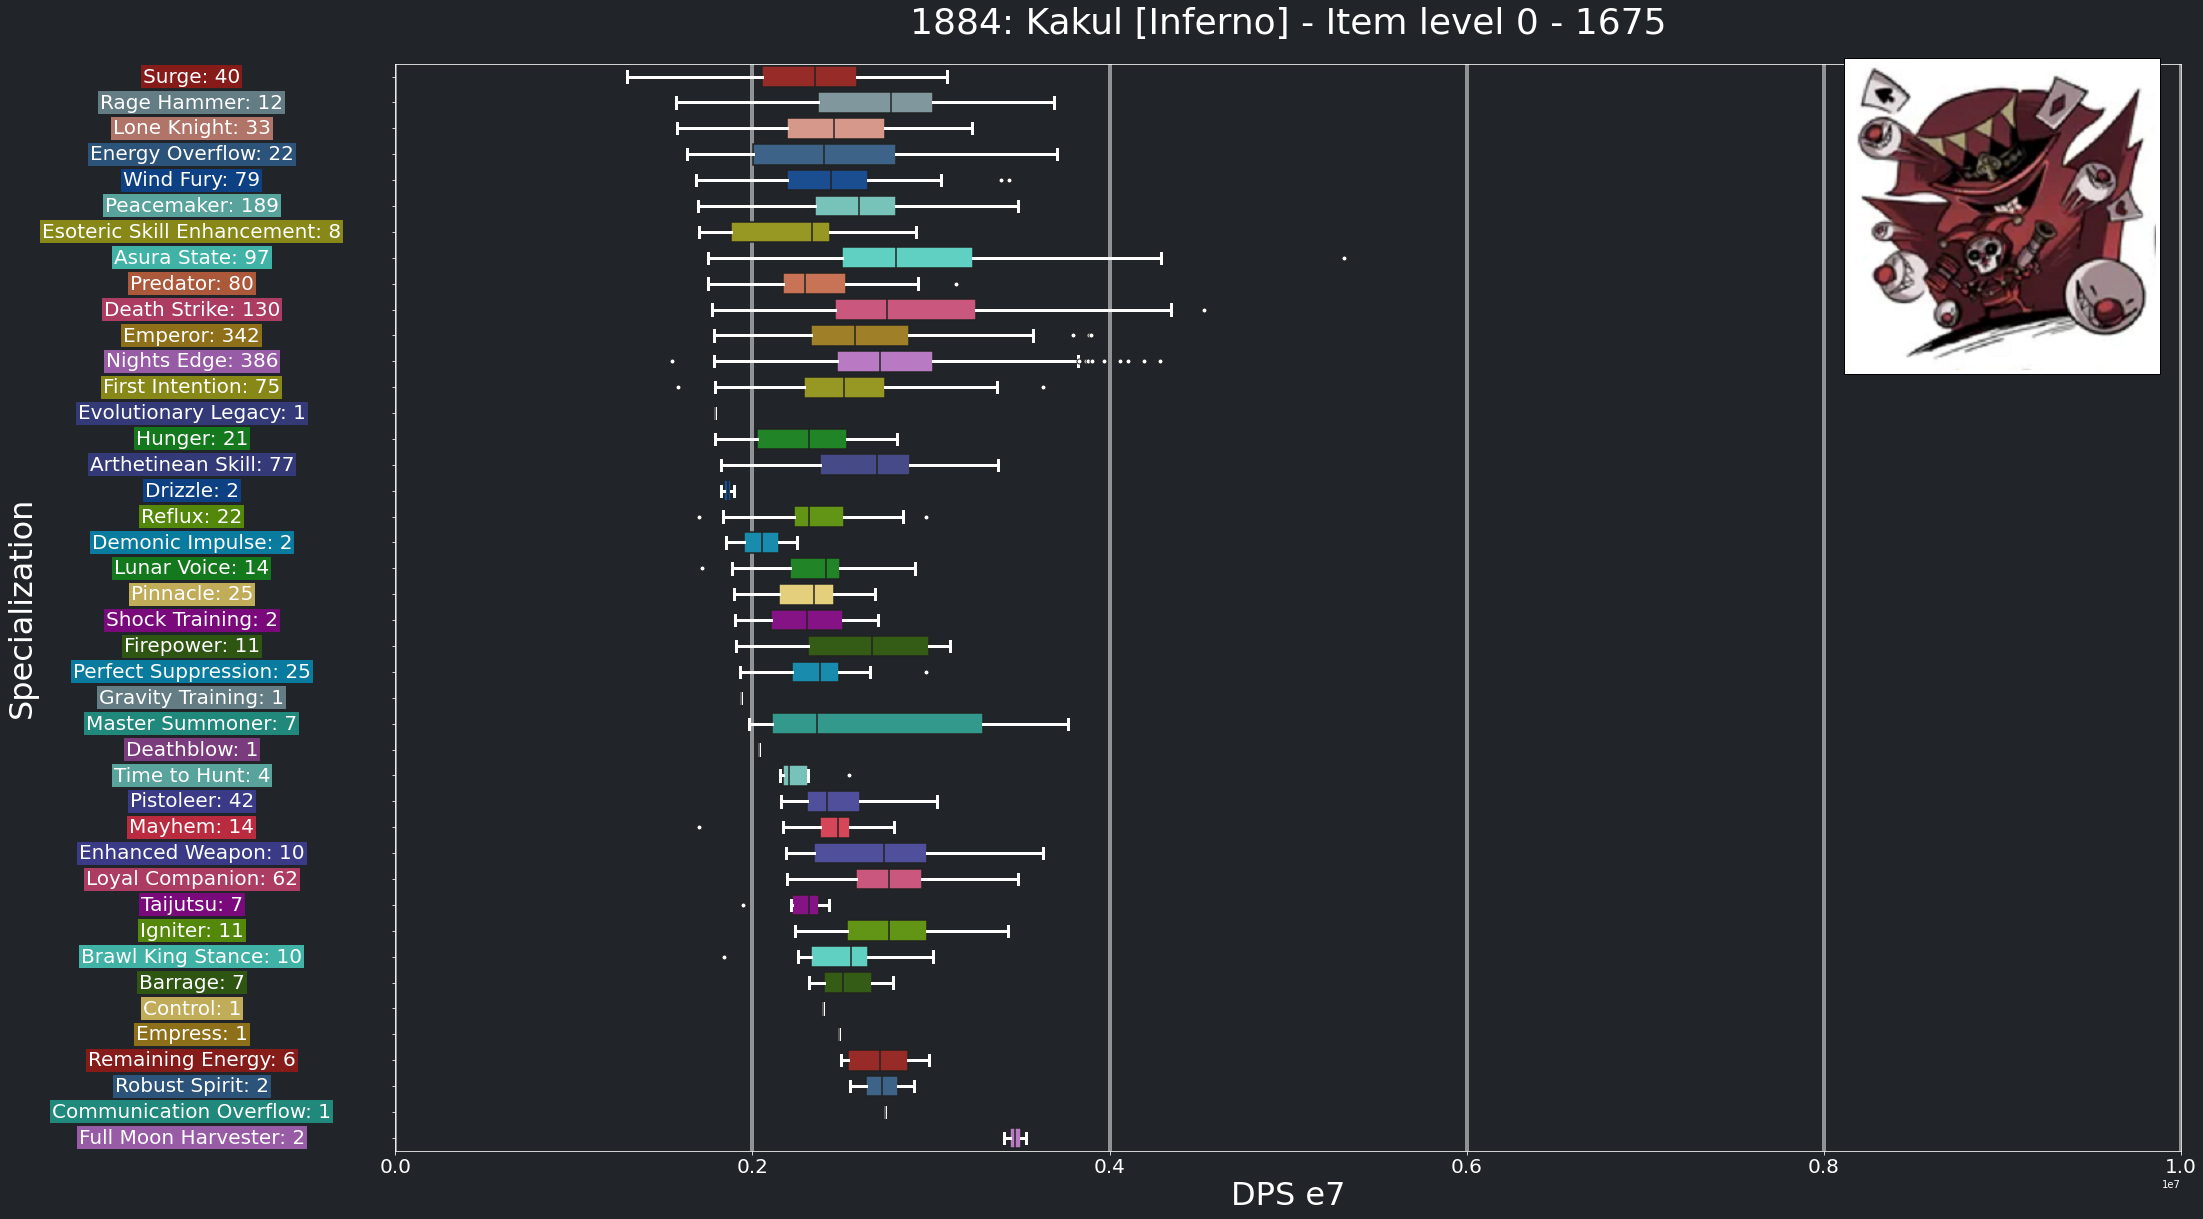 1884: Kakul [Inferno] - Item level 0 - 1675
Surge: 40
Rage Hammer: 12
Lone Knight: 33
Energy Overflow: 22
Wind Fury: 79
Peacemaker: 189
Esoteric Skill Enhancement: 8
Asura State: 97
Predator: 80
Death Strike: 130
Emperor: 342
Nights Edge: 386
First Intention: 75
Evolutionary Legacy: 1
Hunger: 21
Arthetinean Skill: 77
Drizzle: 2
Reflux: 22
Demonic Impulse: 2
Lunar Voice: 14
Pinnacle: 25
Shock Training: 2
Firepower: 11
Perfect Suppression: 25
Gravity Training: 1
Master Summoner: 7
Deathblow: 1
Time to Hunt: 4
Pistoleer: 42
Mayhem: 14
Enhanced Weapon: 10
Loyal Companion: 62
Taijutsu: 7
Igniter: 11
Brawl King Stance: 10
Barrage: 7
Control: 1
Empress: 1
Remaining Energy: 6
Robust Spirit: 2
Communication Overflow: 1
Full Moon Harvester: 2
Specialization
0.0 0.2 0.4 0.6 0.8 1.0
1e7
DPS e7